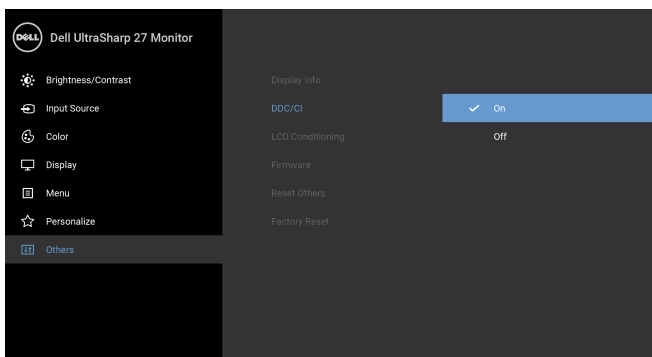 DELL Dell UltraSharp 27 Monitor
Brightness/Contrast
Input Source
Color
Display
Menu
Personalize
Others
Display Info
DDC/CI
LCD Conditioning
Firmware
Reset Others
Factory Reset
On
Off